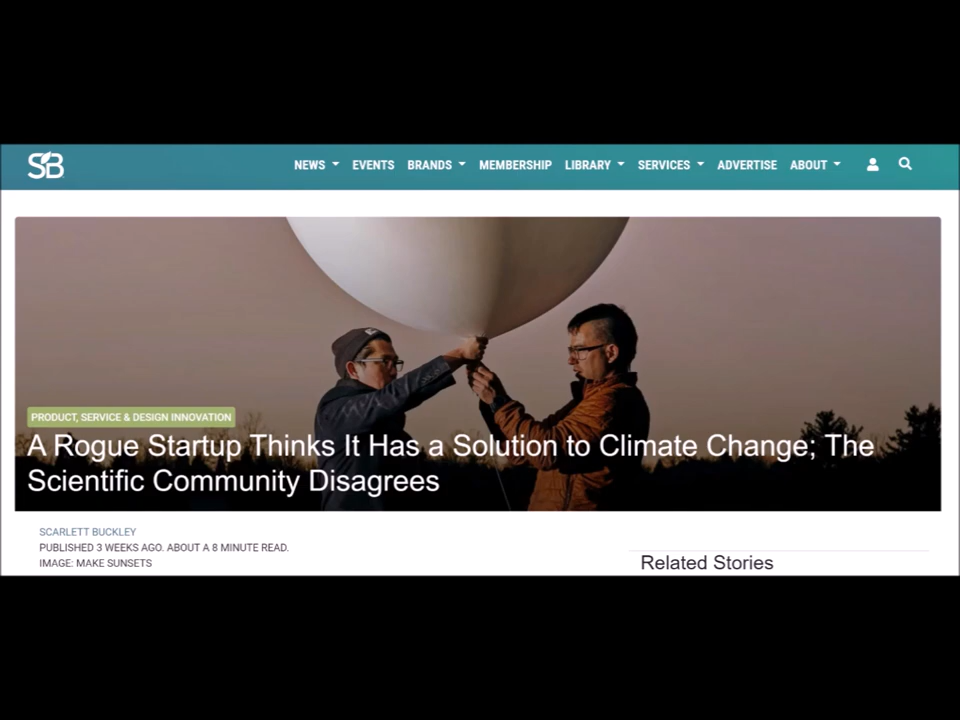 SB
NEWS EVENTS BRANDS MEMBERSHIP LIBRARY SERVICES ADVERTISE ABOUT
PRODUCT, SERVICE & DESIGN INNOVATION
A Rogue Startup Thinks It Has a Solution to Climate Change; The
Scientific Community Disagrees
SCARLETT BUCKLEY
PUBLISHED 3 WEEKS AGO. ABOUT A 8 MINUTE READ.
IMAGE: MAKE SUNSETS
Related Stories